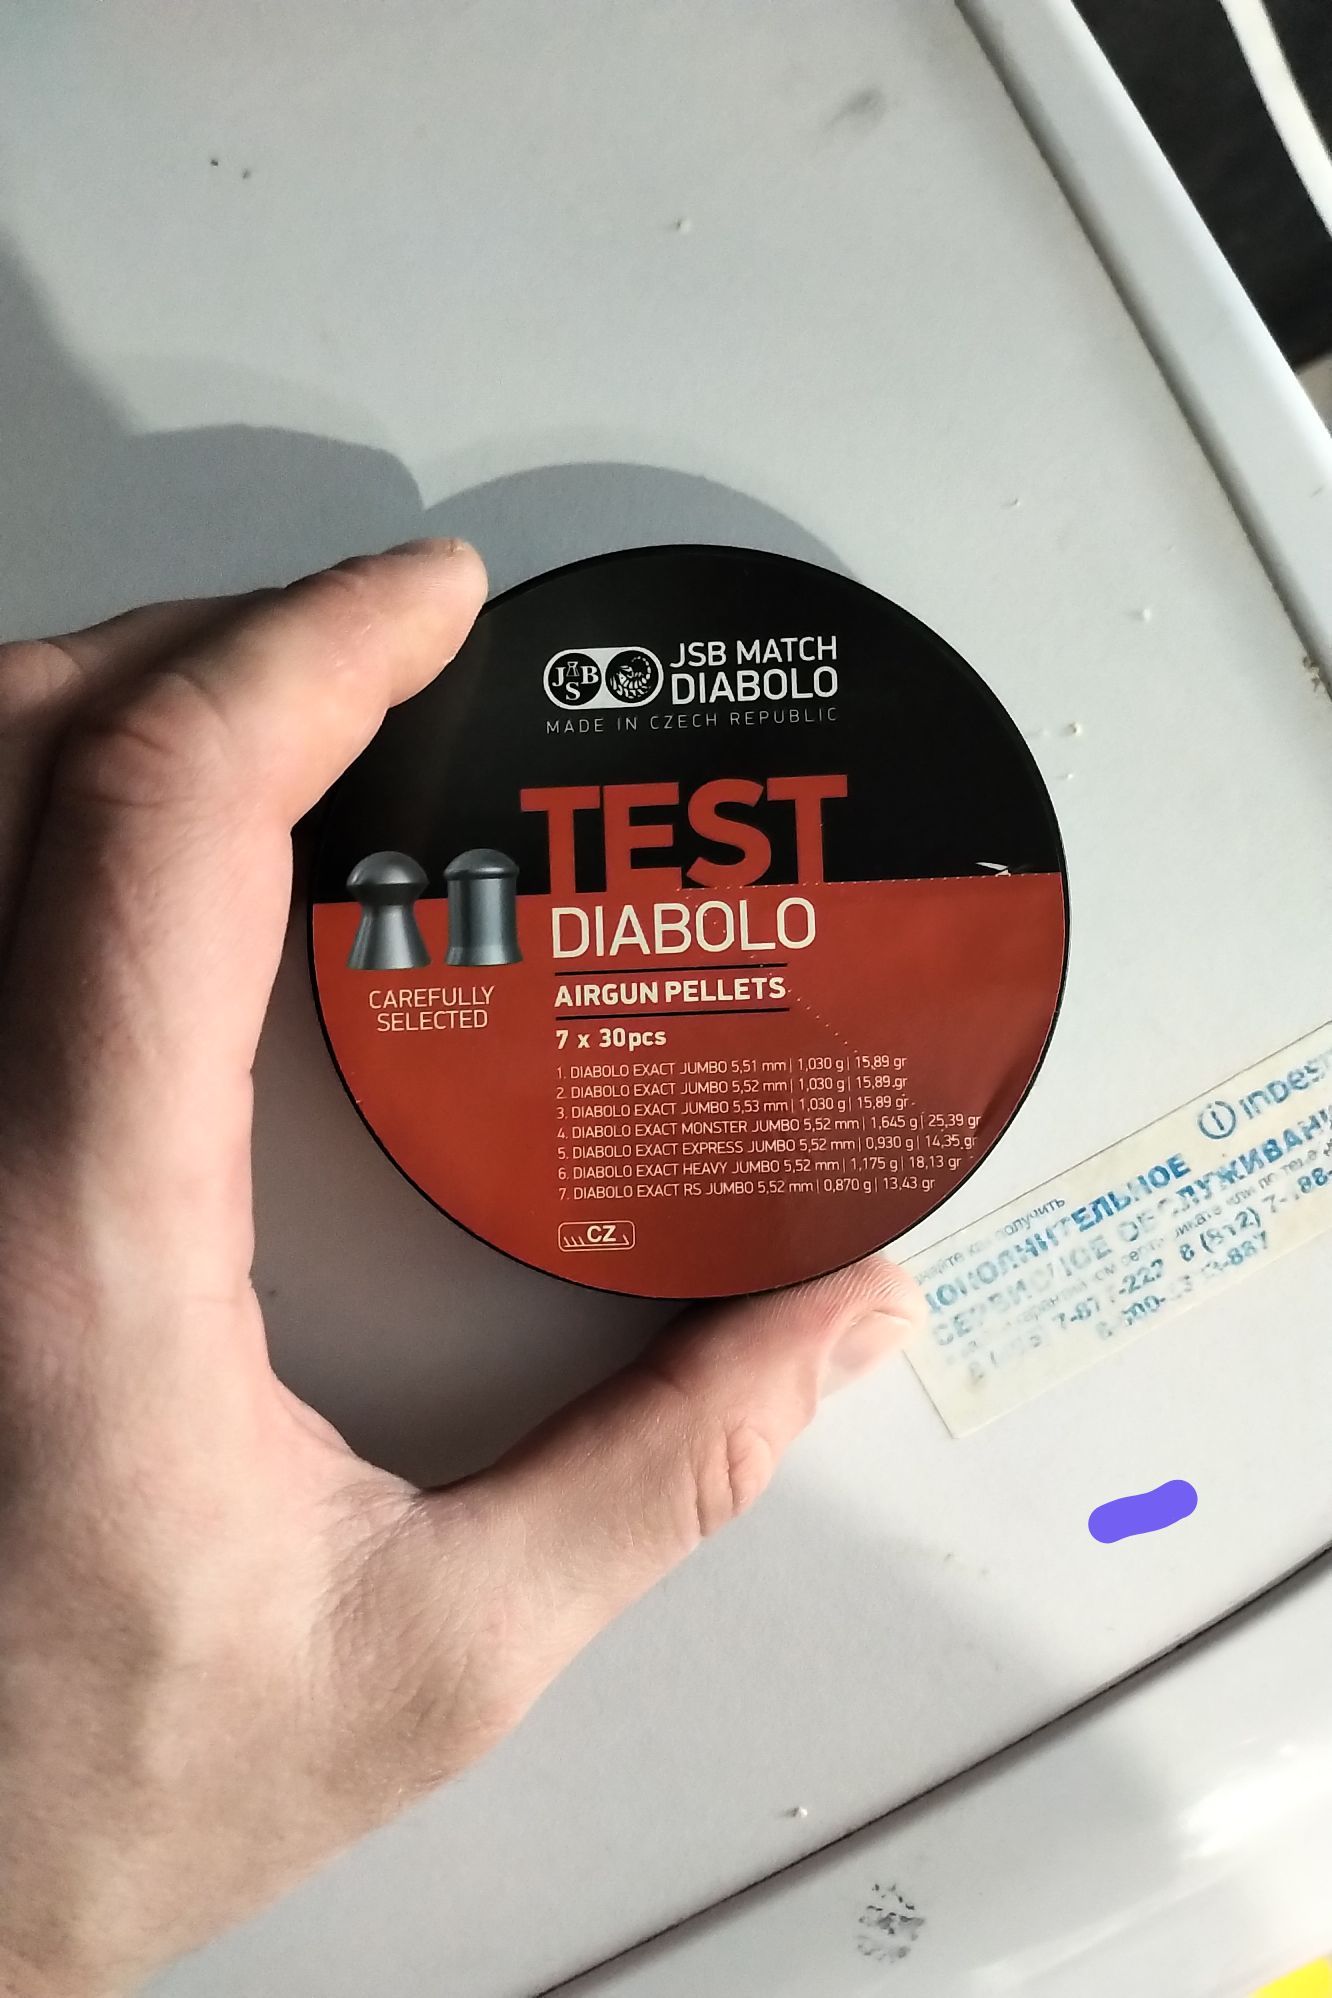 JSB
JSB MATCH
DIABOLO
MADE IN CZECH REPUBLIC
TEST
DIABOLO
AIRGUN PELLETS
CAREFULLY
SELECTED
7 x 30pcs
1. DIABOLO EXACT JUMBO 5,51 mm | 1,030 g | 15,89 gr
2. DIABOLO EXACT JUMBO 5,52 mm | 1,030 g | 15,89 gr
3. DIABOLO EXACT JUMBO 5,53 mm | 1,030 g | 15,89 gr
4. DIABOLO EXACT MONSTER JUMBO 5,52 mm | 1,645 g | 25,39 gr
5. DIABOLO EXACT EXPRESS JUMBO 5,52 mm | 0,930 g | 14,35 gr
6. DIABOLO EXACT HEAVY JUMBO 5,52 mm | 1,175 g | 18,13 gr
7. DIABOLO EXACT RS JUMBO 5,52 mm | 0,870 g | 13,43 gr
CZ
получить
ДОПОЛНИТЕЛЬНОЕ
8 (812)